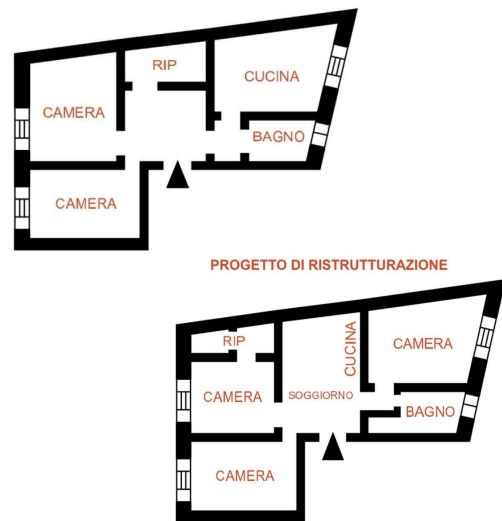 RIP
CUCINA
CAMERA
BAGNO
CAMERA
PROGETTO DI RISTRUTTURAZIONE
RIP
CUCINA
CAMERA
CAMERA
SOGGIORNO
BAGNO
CAMERA